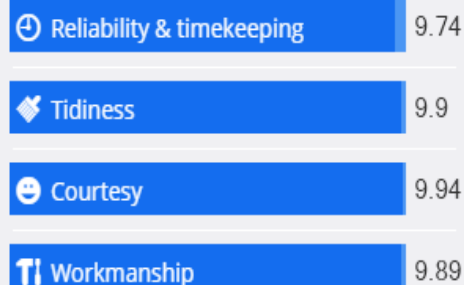 Reliability & timekeeping 9.74
Tidiness 9.9
Courtesy 9.94
Workmanship 9.89